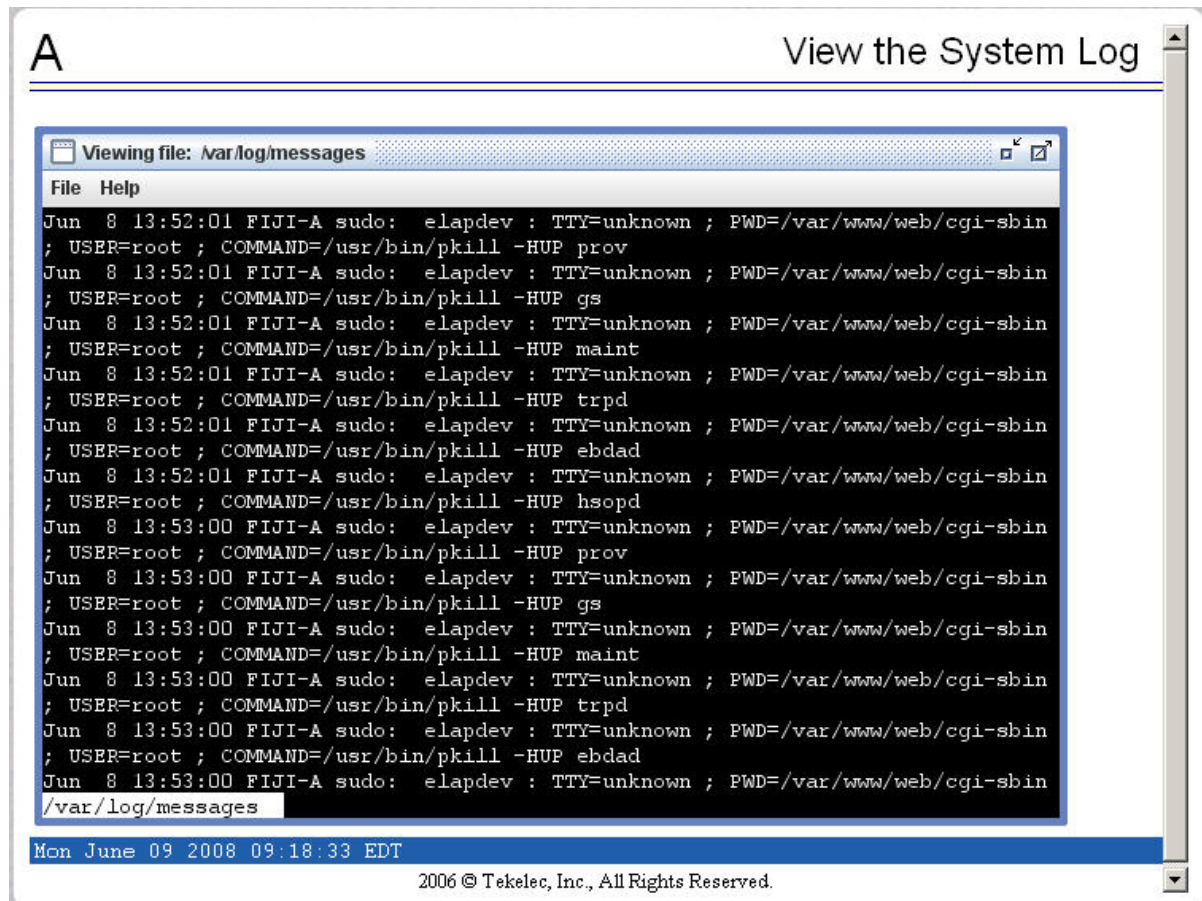 A
View the System Log
Viewing file: /var/log/messages
File Help
Jun  8 13:52:01 FIJI-A sudo:  elapdev : TTY=unknown ; PWD=/var/www/web/cgi-sbin
; USER=root ; COMMAND=/usr/bin/pkill -HUP prov
Jun  8 13:52:01 FIJI-A sudo:  elapdev : TTY=unknown ; PWD=/var/www/web/cgi-sbin
; USER=root ; COMMAND=/usr/bin/pkill -HUP gs
Jun  8 13:52:01 FIJI-A sudo:  elapdev : TTY=unknown ; PWD=/var/www/web/cgi-sbin
; USER=root ; COMMAND=/usr/bin/pkill -HUP maint
Jun  8 13:52:01 FIJI-A sudo:  elapdev : TTY=unknown ; PWD=/var/www/web/cgi-sbin
; USER=root ; COMMAND=/usr/bin/pkill -HUP trpd
Jun  8 13:52:01 FIJI-A sudo:  elapdev : TTY=unknown ; PWD=/var/www/web/cgi-sbin
; USER=root ; COMMAND=/usr/bin/pkill -HUP ebdad
Jun  8 13:52:01 FIJI-A sudo:  elapdev : TTY=unknown ; PWD=/var/www/web/cgi-sbin
; USER=root ; COMMAND=/usr/bin/pkill -HUP hsopd
Jun  8 13:53:00 FIJI-A sudo:  elapdev : TTY=unknown ; PWD=/var/www/web/cgi-sbin
; USER=root ; COMMAND=/usr/bin/pkill -HUP prov
Jun  8 13:53:00 FIJI-A sudo:  elapdev : TTY=unknown ; PWD=/var/www/web/cgi-sbin
; USER=root ; COMMAND=/usr/bin/pkill -HUP gs
Jun  8 13:53:00 FIJI-A sudo:  elapdev : TTY=unknown ; PWD=/var/www/web/cgi-sbin
; USER=root ; COMMAND=/usr/bin/pkill -HUP maint
Jun  8 13:53:00 FIJI-A sudo:  elapdev : TTY=unknown ; PWD=/var/www/web/cgi-sbin
; USER=root ; COMMAND=/usr/bin/pkill -HUP trpd
Jun  8 13:53:00 FIJI-A sudo:  elapdev : TTY=unknown ; PWD=/var/www/web/cgi-sbin
; USER=root ; COMMAND=/usr/bin/pkill -HUP ebdad
Jun  8 13:53:00 FIJI-A sudo:  elapdev : TTY=unknown ; PWD=/var/www/web/cgi-sbin
/var/log/messages
Mon June 09 2008 09:18:33 EDT
2006 © Tekelec, Inc., All Rights Reserved.